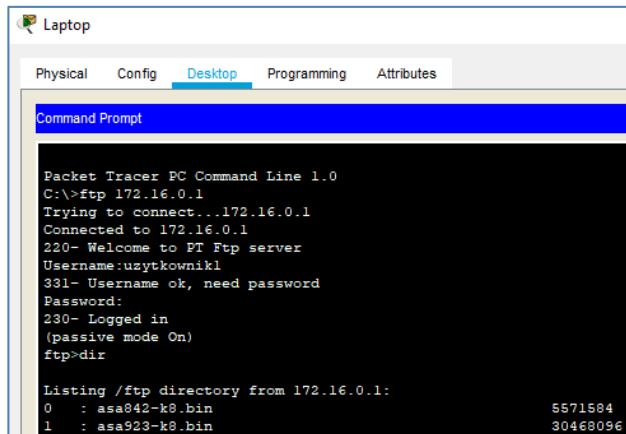 Laptop
Physical Config Desktop Programming Attributes
Command Prompt
Packet Tracer PC Command Line 1.0
C:\>ftp 172.16.0.1
Trying to connect...172.16.0.1
Connected to 172.16.0.1
220- Welcome to PT Ftp server
Username:uzytkownik1
331- Username ok, need password
Password:
230- Logged in
(passive mode On)
ftp>dir
Listing /ftp directory from 172.16.0.1:
0 : asa842-k8.bin 5571584
1 : asa923-k8.bin 30468096